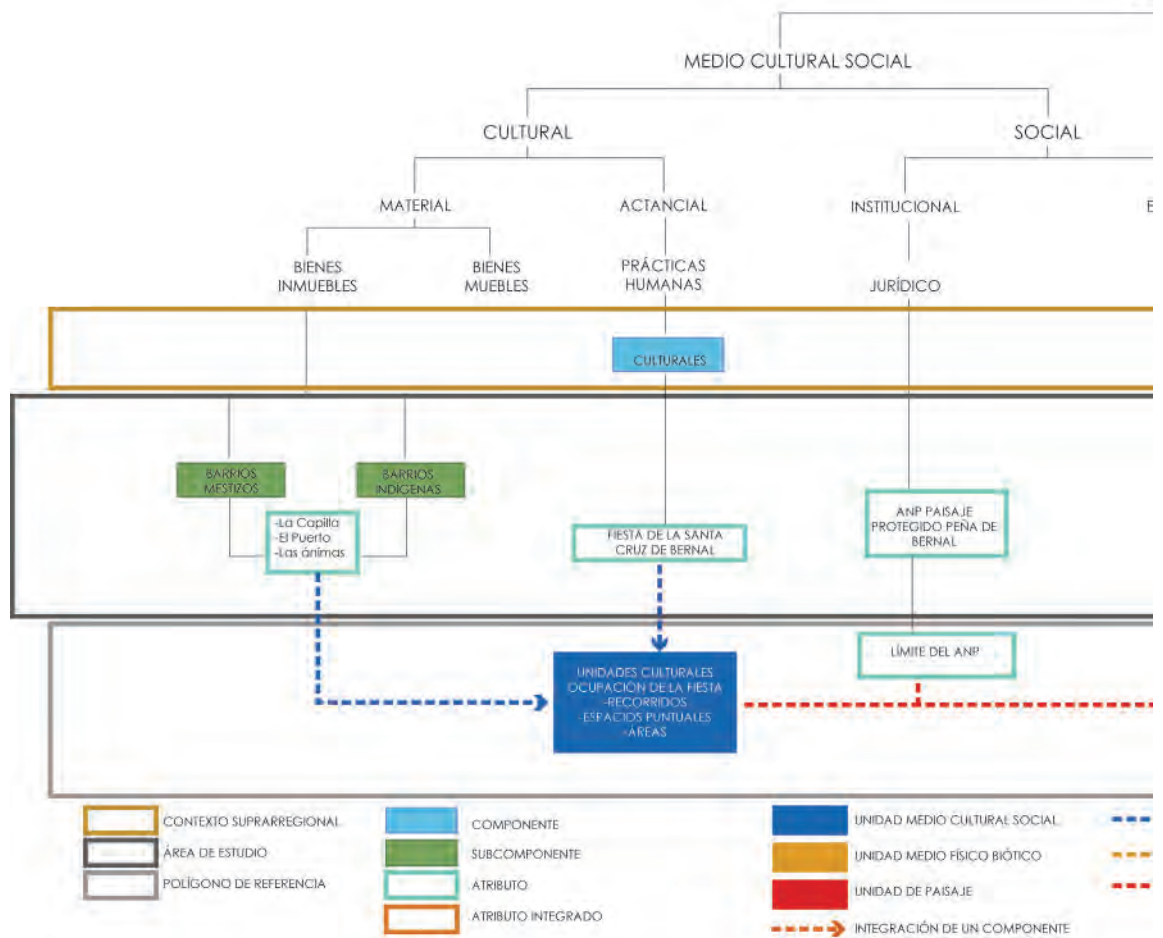 MEDIO CULTURAL SOCIAL
CULTURAL
SOCIAL
MATERIAL
ACTANCIAL
INSTITUCIONAL
E
BIENES
INMUEBLES
BIENES
MUEBLES
PRÁCTICAS
HUMANAS
JURÍDICO
CULTURALES
BARRIOS
MESTIZOS
BARRIOS
INDÍGENAS
-La Capilla
-El Puerto
-Las ánimas
FIESTA DE LA SANTA
CRUZ DE BERNAL
ANP PAISAJE
PROTEGIDO PEÑA DE
BERNAL
LÍMITE DEL ANP
UNIDADES CULTURALES
OCUPACIÓN DE LA FIESTA
-RECORRIDOS
-ESPACIOS PUNTUALES
-ÁREAS
CONTEXTO SUPRARREGIONAL
ÁREA DE ESTUDIO
POLÍGONO DE REFERENCIA
COMPONENTE
SUBCOMPONENTE
ATRIBUTO
ATRIBUTO INTEGRADO
UNIDAD MEDIO CULTURAL SOCIAL
UNIDAD MEDIO FÍSICO BIÓTICO
UNIDAD DE PAISAJE
INTEGRACIÓN DE UN COMPONENTE